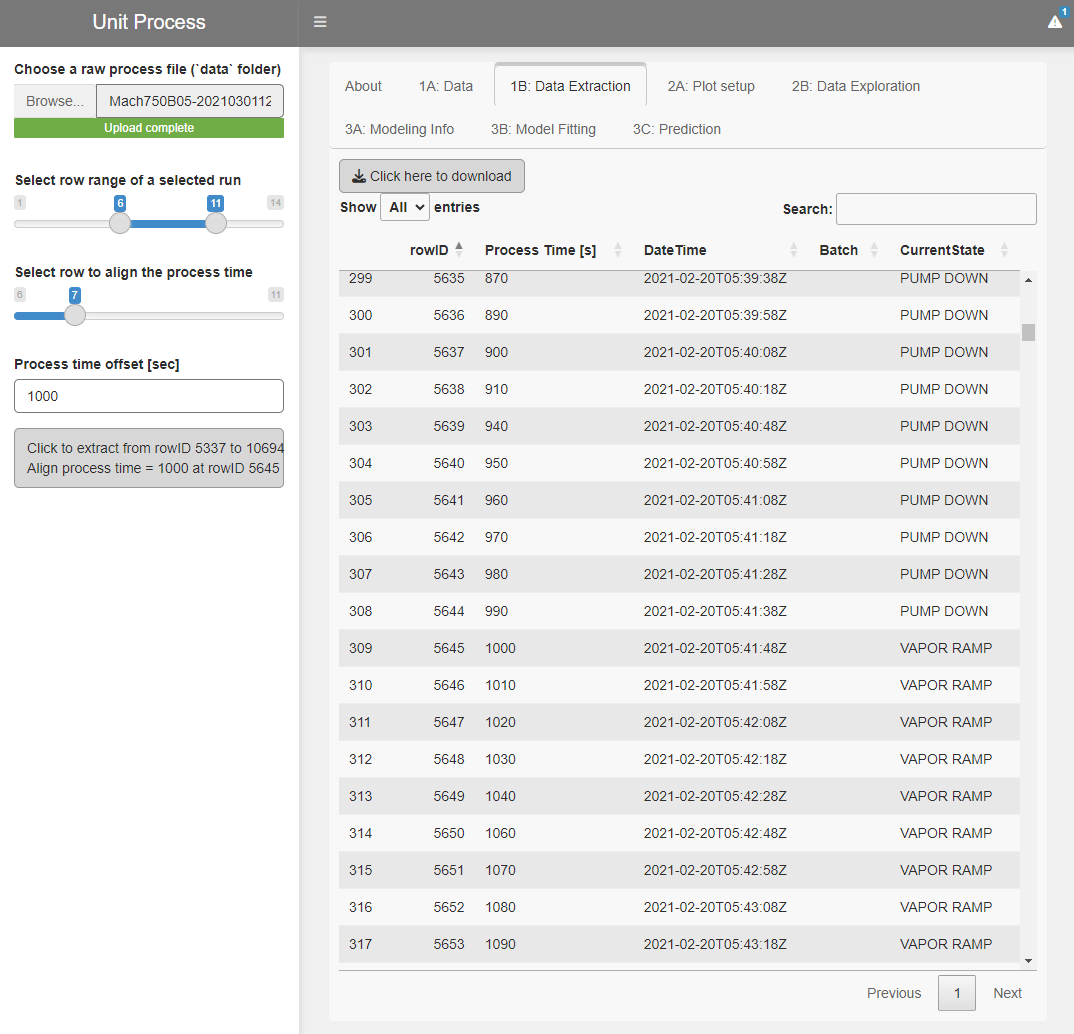 Unit Process
1
Choose a raw process file (`data` folder)
Browse... Mach750B05-2021030112
Upload complete
Select row range of a selected run
1 6 11 14
Select row to align the process time
6 7 11
Process time offset [sec]
1000
Click to extract from rowID 5337 to 10694
Align process time = 1000 at rowID 5645
About 1A: Data 1B: Data Extraction 2A: Plot setup 2B: Data Exploration
3A: Modeling Info 3B: Model Fitting 3C: Prediction
Click here to download
Show All entries
Search:
rowID Process Time [s] DateTime Batch CurrentState
299 5635 870 2021-02-20T05:39:38Z PUMP DOWN
300 5636 890 2021-02-20T05:39:58Z PUMP DOWN
301 5637 900 2021-02-20T05:40:08Z PUMP DOWN
302 5638 910 2021-02-20T05:40:18Z PUMP DOWN
303 5639 940 2021-02-20T05:40:48Z PUMP DOWN
304 5640 950 2021-02-20T05:40:58Z PUMP DOWN
305 5641 960 2021-02-20T05:41:08Z PUMP DOWN
306 5642 970 2021-02-20T05:41:18Z PUMP DOWN
307 5643 980 2021-02-20T05:41:28Z PUMP DOWN
308 5644 990 2021-02-20T05:41:38Z PUMP DOWN
309 5645 1000 2021-02-20T05:41:48Z VAPOR RAMP
310 5646 1010 2021-02-20T05:41:58Z VAPOR RAMP
311 5647 1020 2021-02-20T05:42:08Z VAPOR RAMP
312 5648 1030 2021-02-20T05:42:18Z VAPOR RAMP
313 5649 1040 2021-02-20T05:42:28Z VAPOR RAMP
314 5650 1060 2021-02-20T05:42:48Z VAPOR RAMP
315 5651 1070 2021-02-20T05:42:58Z VAPOR RAMP
316 5652 1080 2021-02-20T05:43:08Z VAPOR RAMP
317 5653 1090 2021-02-20T05:43:18Z VAPOR RAMP
Previous 1 Next